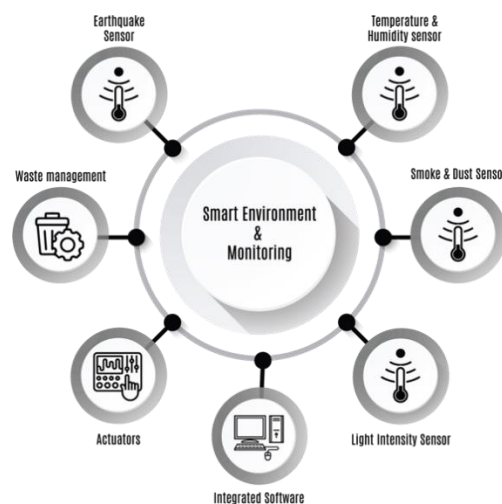 Earthquake
Sensor
Temperature &
Humidity sensor
Waste management
Smoke & Dust Senso
Smart Environment
&
Monitoring
Actuators
Light Intensity Sensor
Integrated Software